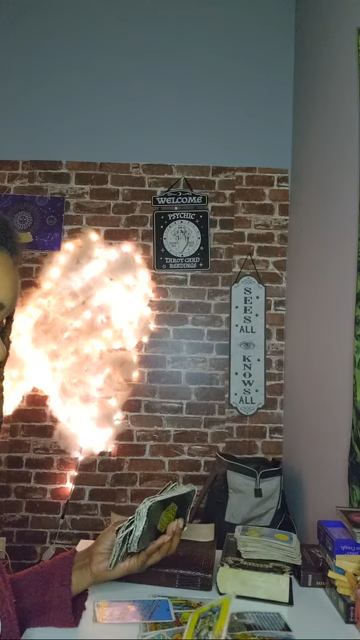 WELCOME
PSYCHIC
TAROT CARD
READINGS
SEES
ALL
KNOWS
ALL